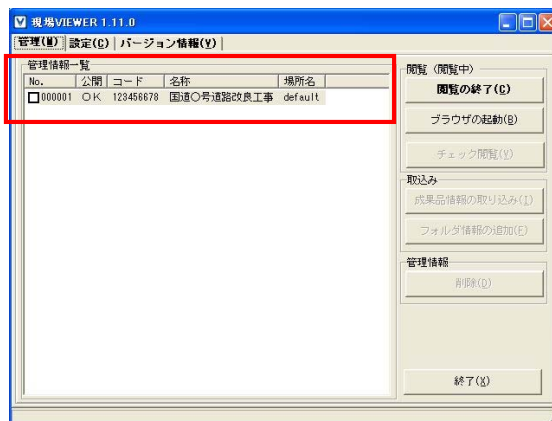 現場VIEWER 1.11.0
管理(M) 設定(C) バージョン情報(V)
管理情報一覧
No. 公開 コード 名称 場所名
000001 OK 123456678 国道○号道路改良工事 default
閲覧（閲覧中）
閲覧の終了(C)
ブラウザの起動(B)
チェック閲覧(V)
取込み
成果品情報の取り込み(I)
フォルダ情報の追加(F)
管理情報
削除(D)
終了(X)